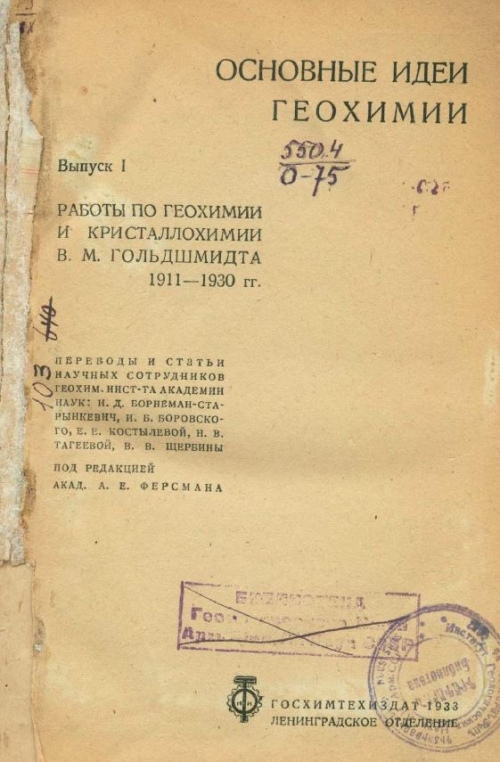 ОСНОВНЫЕ ИДЕИ
ГЕОХИМИИ
550.4
О-75
Выпуск I
РАБОТЫ ПО ГЕОХИМИИ
И КРИСТАЛЛОХИМИИ
В. М. ГОЛЬДШМИДТА
1911—1930 гг.
103
ПЕРЕВОДЫ И СТАТЬИ
НАУЧНЫХ СОТРУДНИКОВ
ГЕОХИМ. ИНСТ-ТА АКАДЕМИИ
НАУК: И. Д. БОРНЕМАН-СТА-
РЫНКЕВИЧ, И. Б. БОРОВСКО-
ГО, Е. Е. КОСТЫЛЕВОЙ, Н. В.
ТАГЕЕВОЙ, В. В. ЩЕРБИНЫ
ПОД РЕДАКЦИЕЙ
АКАД. А. Е. ФЕРСМАНА
БИБЛИОТЕКА
ГОСХИМТЕХИЗДАТ-1933
ЛЕНИНГРАДСКОЕ ОТДЕЛЕНИЕ